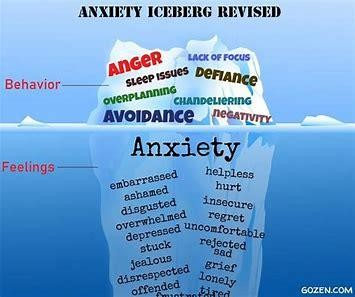 ANXIETY ICEBERG REVISED
ANGER
LACK OF FOCUS
SLEEP ISSUES
DEFIANCE
Behavior
OVERPLANNING
CHANDELIERING
AVOIDANCE
NEGATIVITY
Anxiety
Feelings
embarrassed
helpless
ashamed
hurt
disgusted
insecure
overwhelmed
regret
depressed
uncomfortable
stuck
rejected
sad
jealous
grief
disrespected
lonely
offended
tired
frustrated
GOZEN.COM